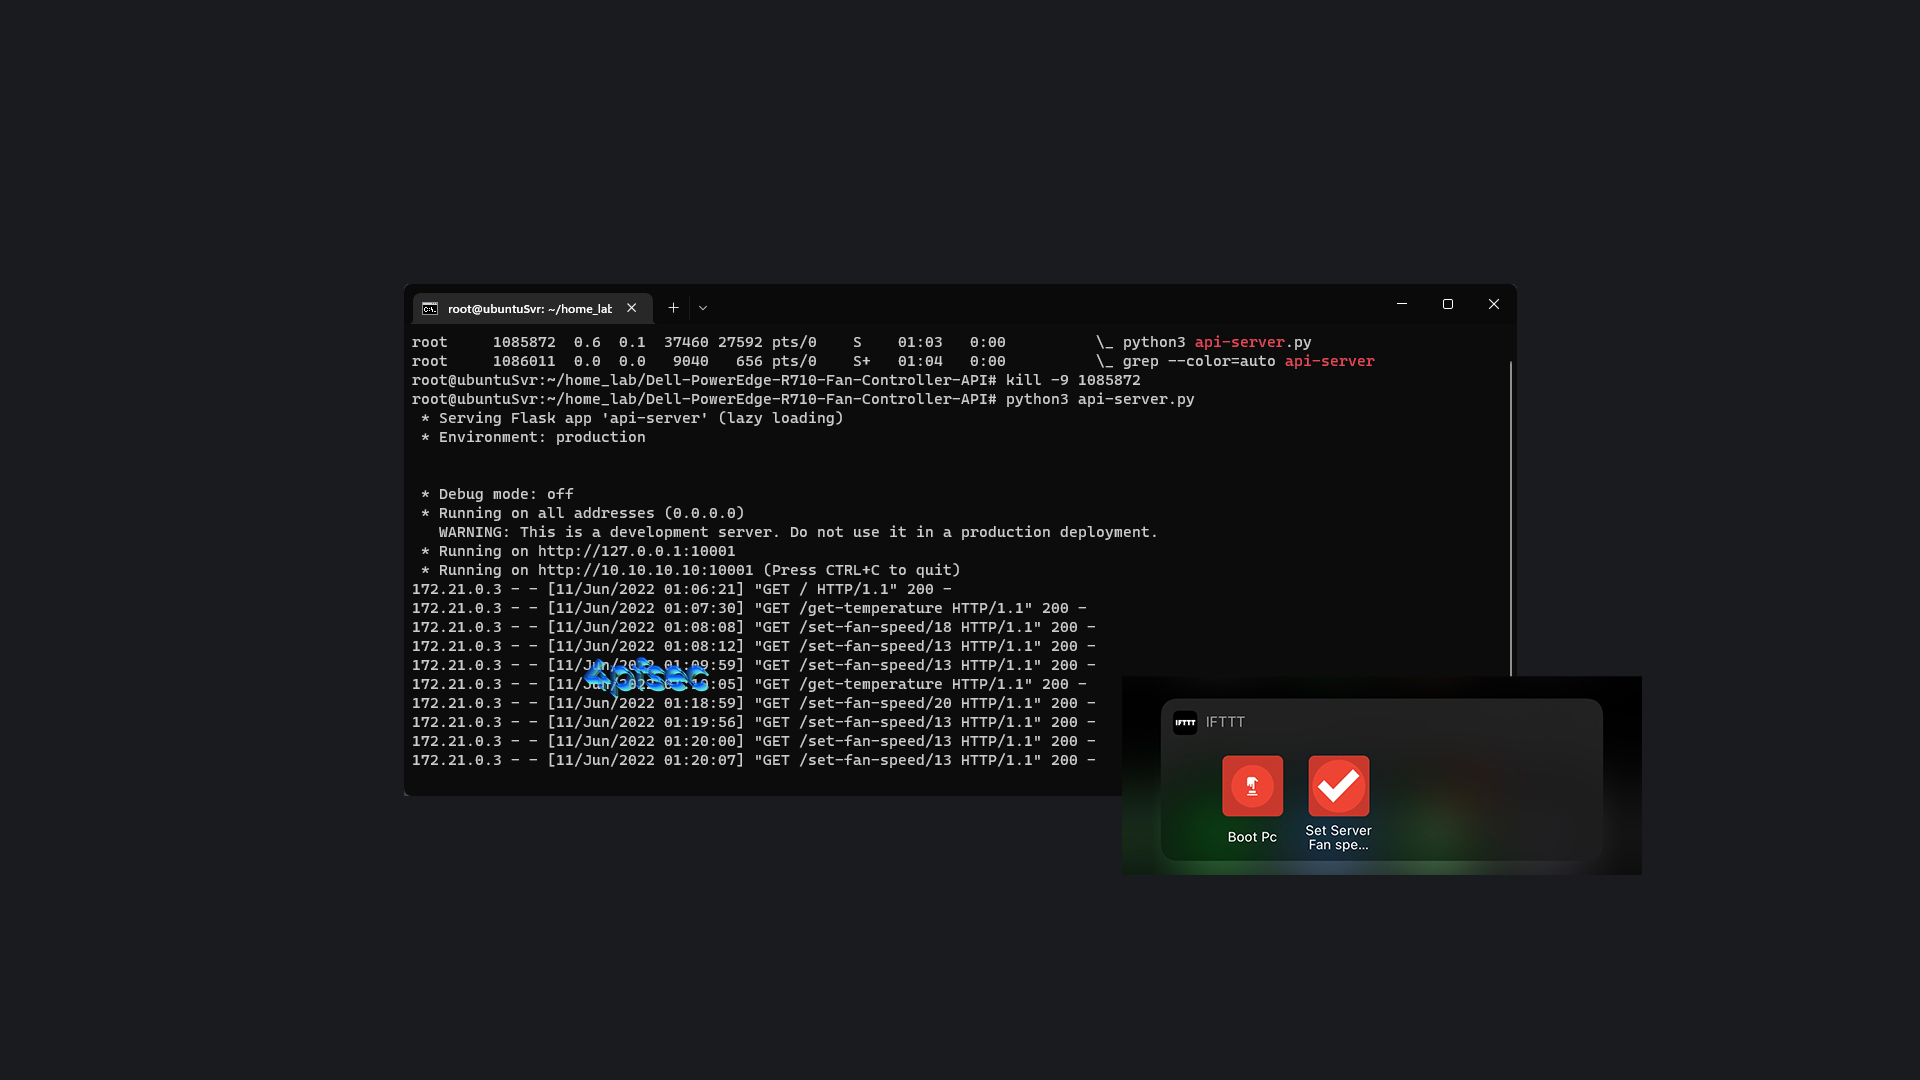 root@ubuntuSvr: ~/home_lab
root     1085872  0.6  0.1  37460 27592 pts/0    S    01:03   0:00          \_ python3 api-server.py
root     1086011  0.0  0.0   9040   656 pts/0    S+   01:04   0:00          \_ grep --color=auto api-server
root@ubuntuSvr:~/home_lab/Dell-PowerEdge-R710-Fan-Controller-API# kill -9 1085872
root@ubuntuSvr:~/home_lab/Dell-PowerEdge-R710-Fan-Controller-API# python3 api-server.py
 * Serving Flask app 'api-server' (lazy loading)
 * Environment: production
 * Debug mode: off
 * Running on all addresses (0.0.0.0)
   WARNING: This is a development server. Do not use it in a production deployment.
 * Running on http://127.0.0.1:10001
 * Running on http://10.10.10.10:10001 (Press CTRL+C to quit)
172.21.0.3 - - [11/Jun/2022 01:06:21] "GET / HTTP/1.1" 200 -
172.21.0.3 - - [11/Jun/2022 01:07:30] "GET /get-temperature HTTP/1.1" 200 -
172.21.0.3 - - [11/Jun/2022 01:08:08] "GET /set-fan-speed/18 HTTP/1.1" 200 -
172.21.0.3 - - [11/Jun/2022 01:08:12] "GET /set-fan-speed/13 HTTP/1.1" 200 -
172.21.0.3 - - [11/Jun/2022 01:09:59] "GET /set-fan-speed/13 HTTP/1.1" 200 -
4pfsec
172.21.0.3 - - [11/Jun/2022 :05] "GET /get-temperature HTTP/1.1" 200 -
172.21.0.3 - - [11/Jun/2022 01:18:59] "GET /set-fan-speed/20 HTTP/1.1" 200 -
172.21.0.3 - - [11/Jun/2022 01:19:56] "GET /set-fan-speed/13 HTTP/1.1" 200 -
172.21.0.3 - - [11/Jun/2022 01:20:00] "GET /set-fan-speed/13 HTTP/1.1" 200 -
172.21.0.3 - - [11/Jun/2022 01:20:07] "GET /set-fan-speed/13 HTTP/1.1" 200 -
IFTTT IFTTT
Boot Pc
Set Server
Fan spe...